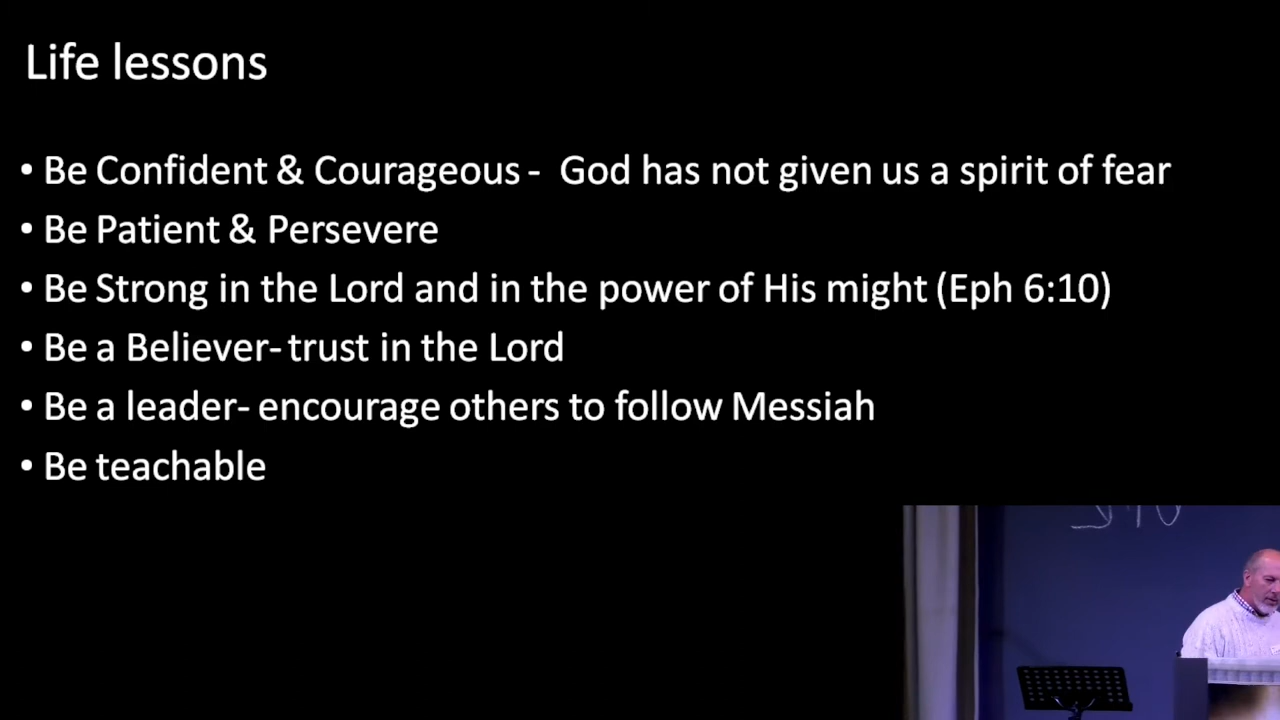 Life lessons
• Be Confident & Courageous - God has not given us a spirit of fear
• Be Patient & Persevere
• Be Strong in the Lord and in the power of His might (Eph 6:10)
• Be a Believer- trust in the Lord
• Be a leader- encourage others to follow Messiah
• Be teachable